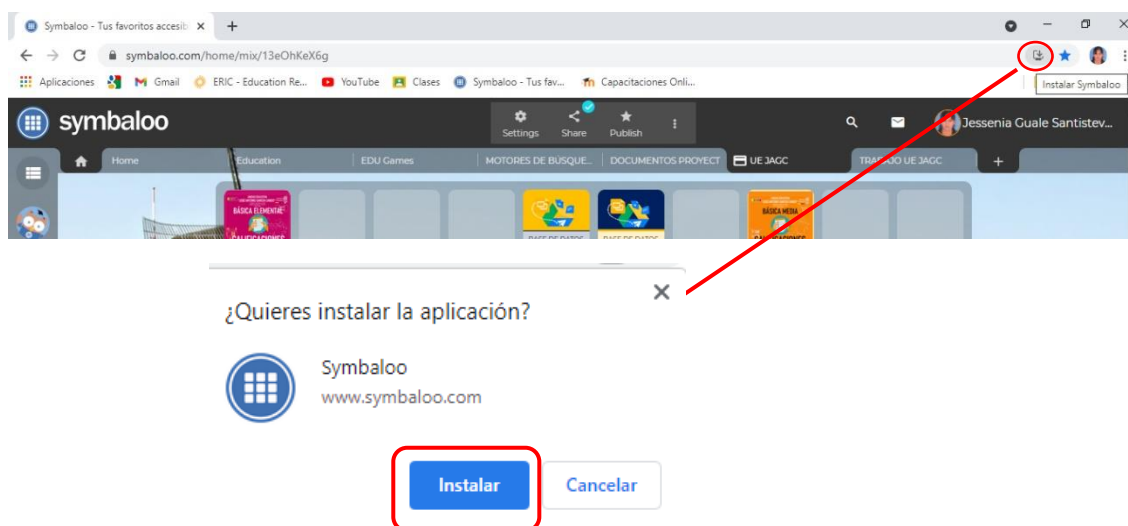 Symbaloo - Tus favoritos accesib
symbaloo.com/home/mix/13eOhKeX6g
Aplicaciones Gmail ERIC - Education Re... YouTube Clases Symbaloo - Tus fav... Capacitaciones Onli...
Instalar Symbaloo
symbaloo
Settings Share Publish
Jessenia Guale Santistev...
Home Education EDU Games MOTORES DE BÚSQUE... DOCUMENTOS PROYECT UE JAGC TRABAJO UE JAGC
BÁSICA ELEMENTAL
CALIFICACIONES
BASE DE DATOS
BASE DE DATOS
BÁSICA MEDIA
CALIFICACIONES
¿Quieres instalar la aplicación?
Symbaloo
www.symbaloo.com
Instalar Cancelar